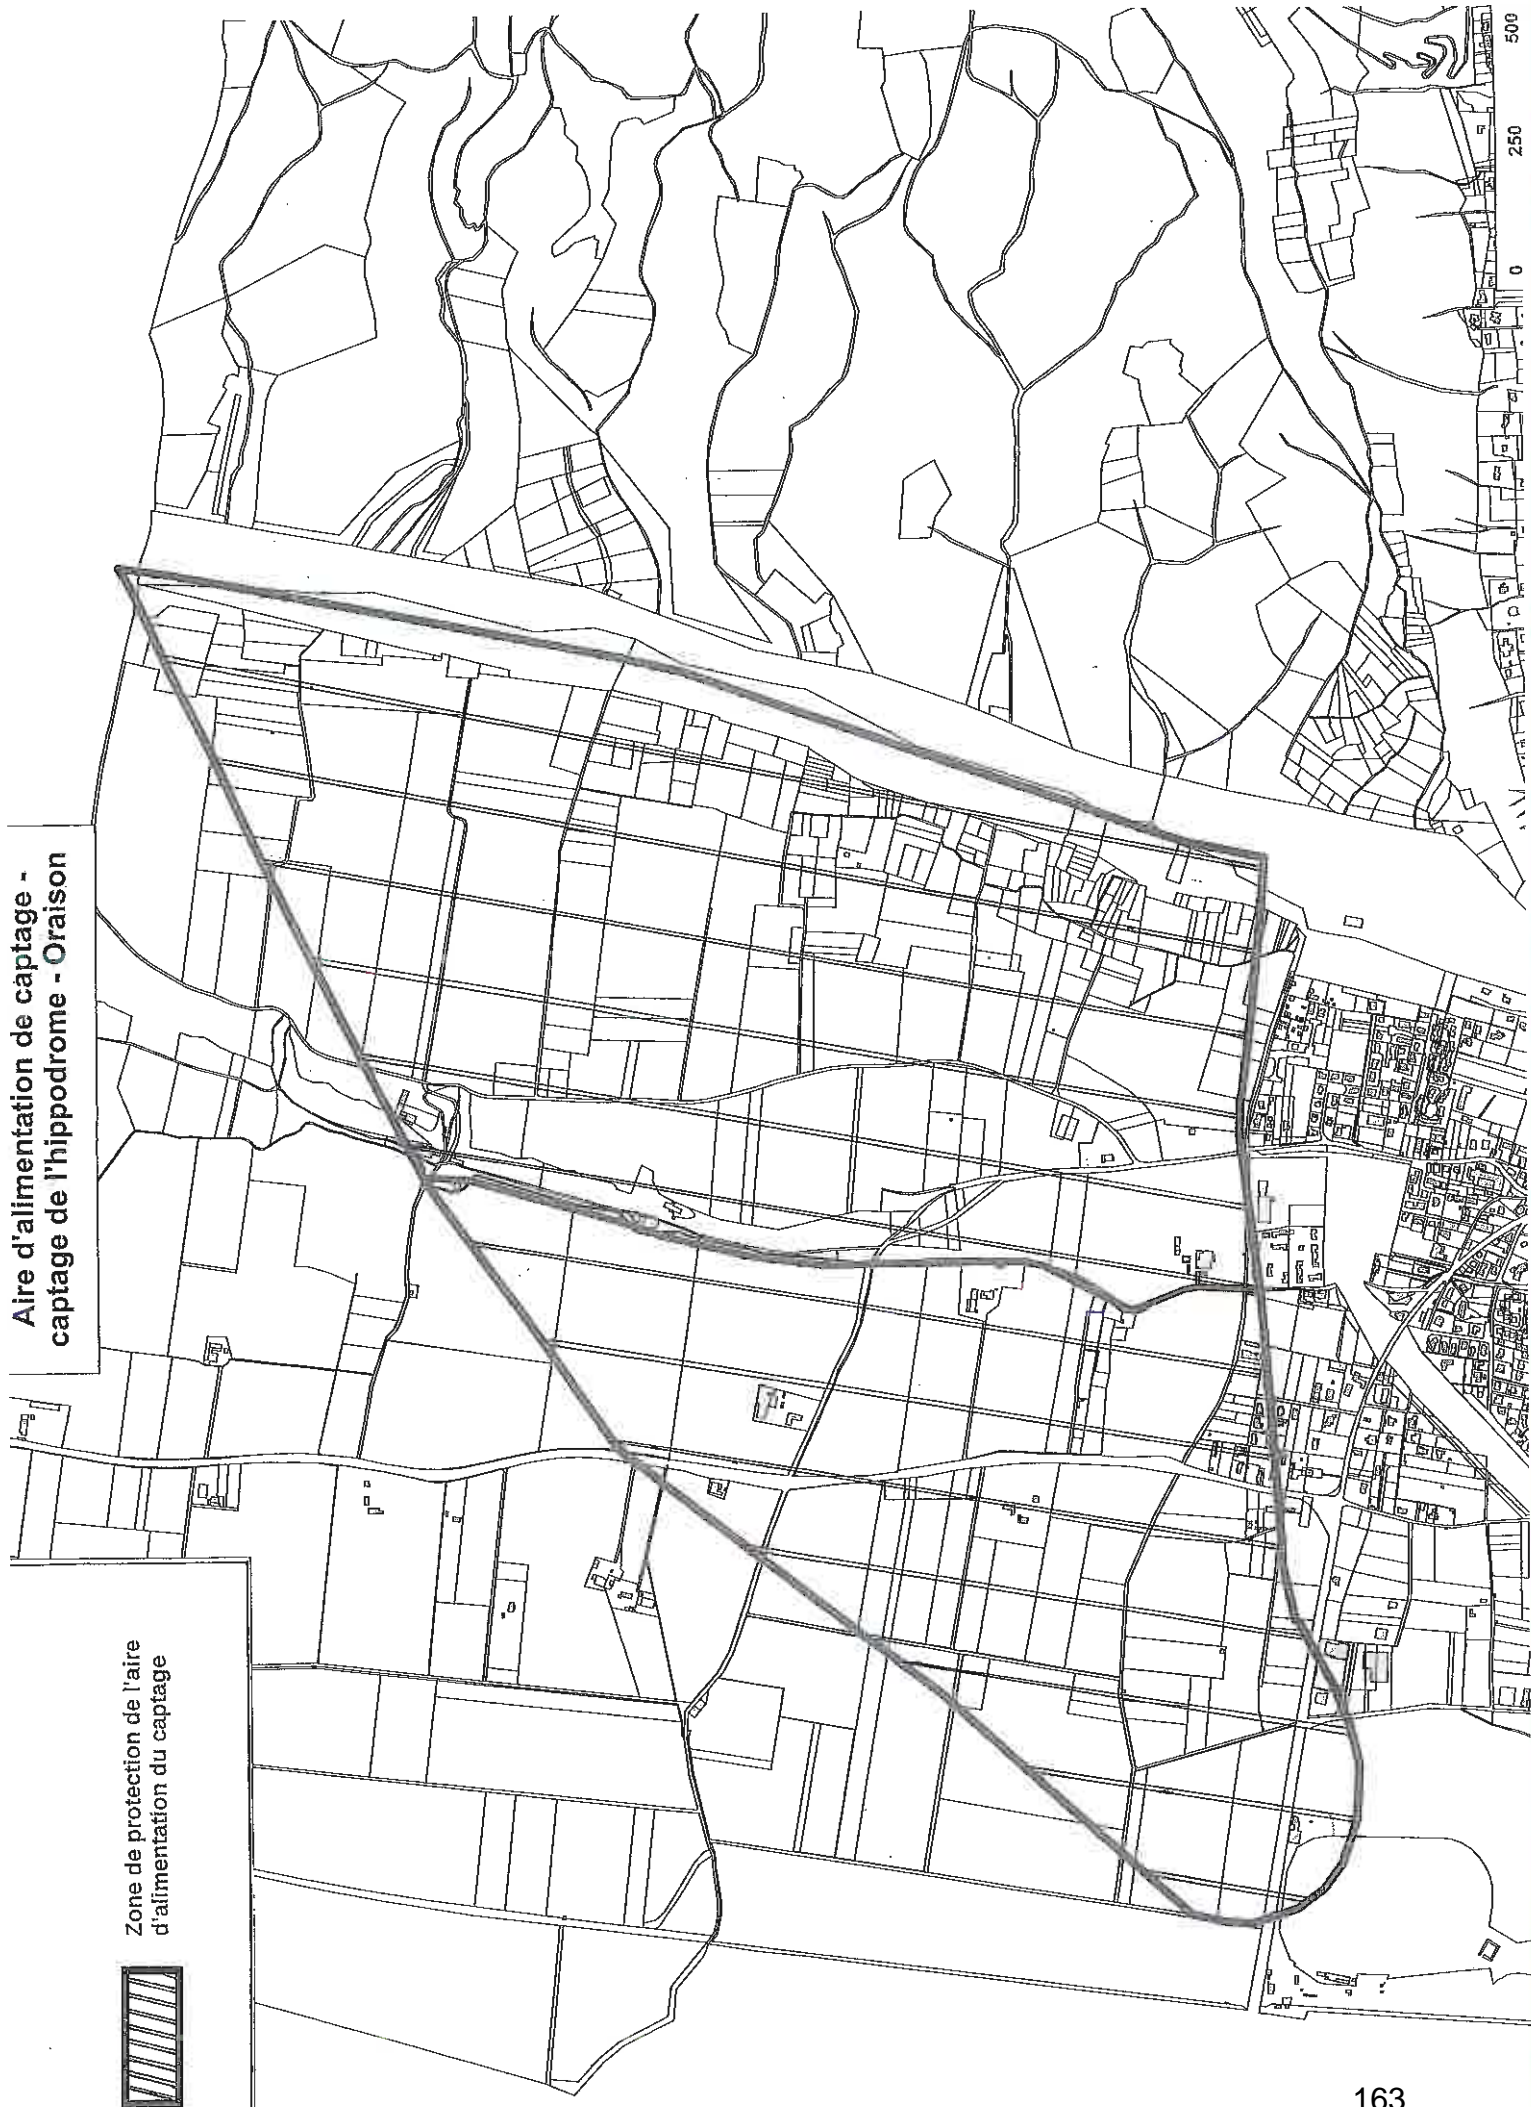 Aire d'alimentation de captage -
captage de l'hippodrome - Oraison
Zone de protection de l'aire
d'alimentation du captage
0
250
500
163